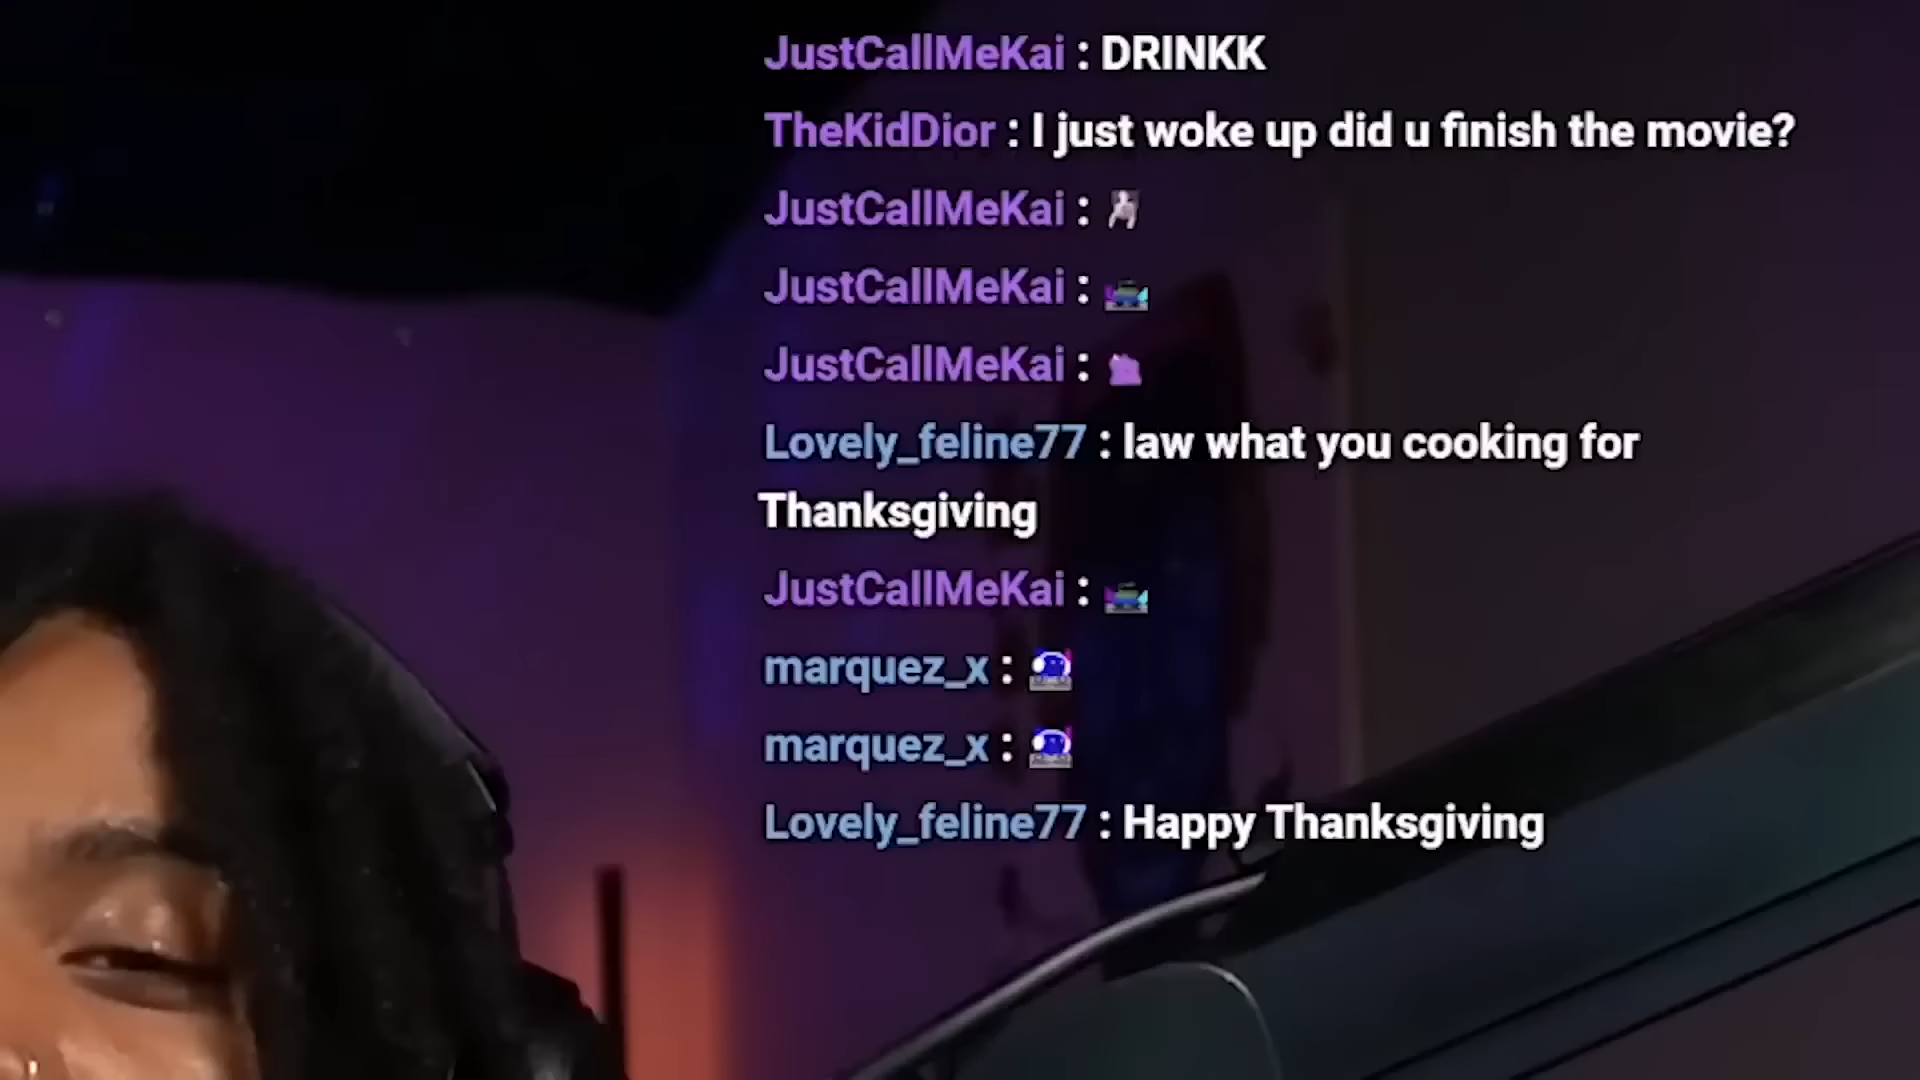 JustCallMeKai : DRINKK
TheKidDior : I just woke up did u finish the movie?
JustCallMeKai :
JustCallMeKai :
JustCallMeKai :
Lovely_feline77 : law what you cooking for
Thanksgiving
JustCallMeKai :
marquez_x :
marquez_x :
Lovely_feline77 : Happy Thanksgiving